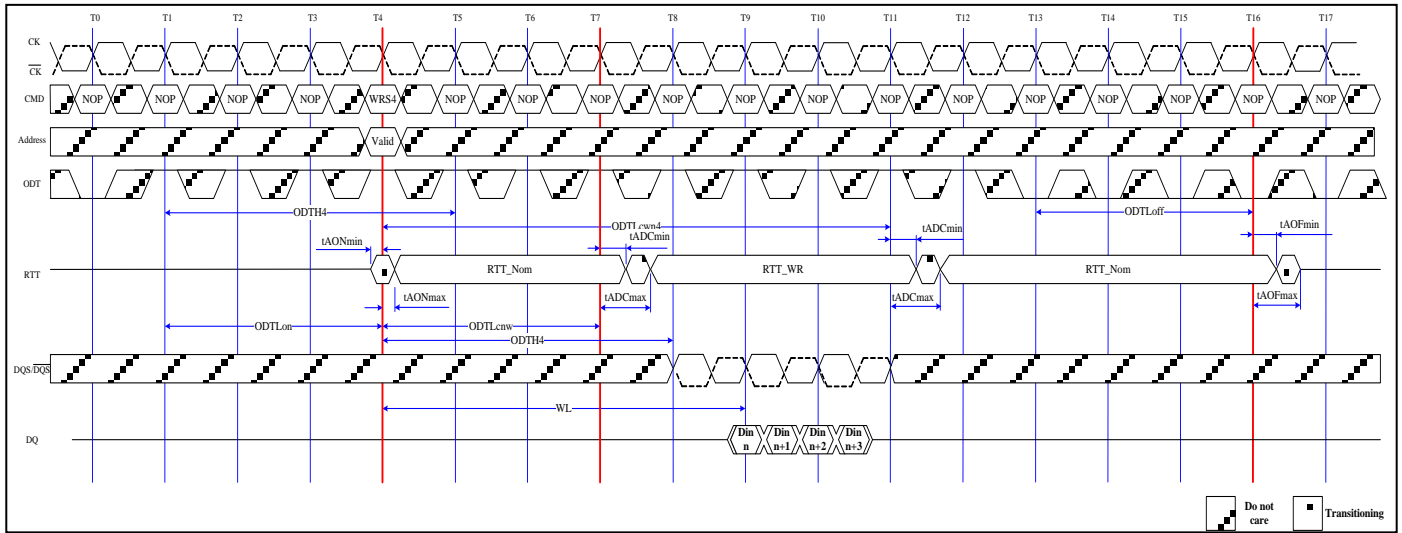 T0 T1 T2 T3 T4 T5 T6 T7 T8 T9 T10 T11 T12 T13 T14 T15 T16 T17
CK
CK
CMD NOP NOP NOP NOP WRS4 NOP NOP NOP NOP NOP NOP NOP NOP NOP NOP NOP NOP NOP
Address Valid
ODT
ODTH4 ODTLoff
ODTLcwn4
tAONmin tADCmin tADCmin tAOFmin
RTT RTT_Nom RTT_WR RTT_Nom
tAONmax tADCmax tADCmax tAOFmax
ODTLon ODTLcnw
ODTH4
DQS/DQS
WL
DQ Din n Din n+1 Din n+2 Din n+3
Do not care Transitioning